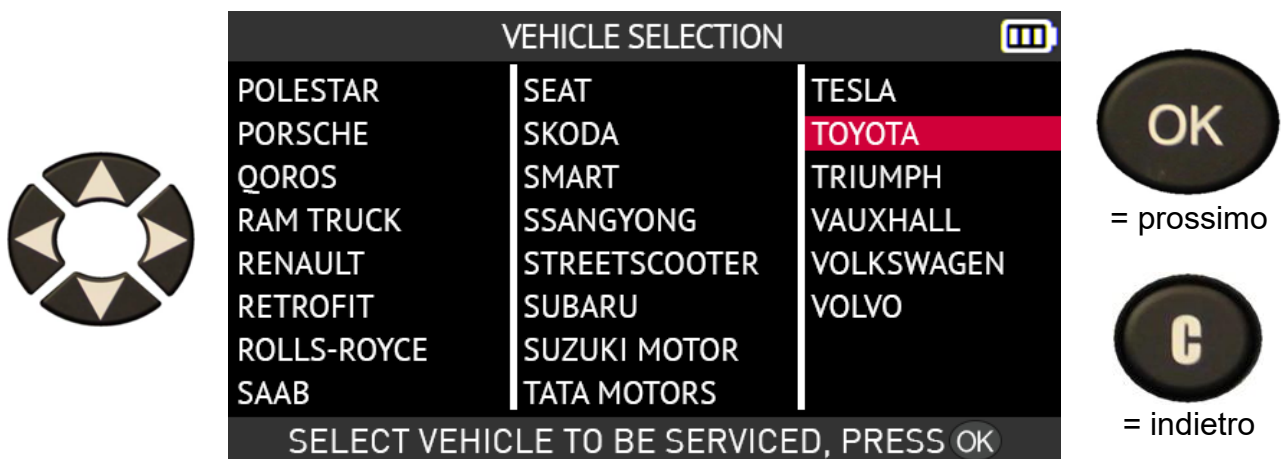 VEHICLE SELECTION
POLESTAR
PORSCHE
QOROS
RAM TRUCK
RENAULT
RETROFIT
ROLLS-ROYCE
SAAB
SEAT
SKODA
SMART
SSANGYONG
STREETSCOOTER
SUBARU
SUZUKI MOTOR
TATA MOTORS
TESLA
TOYOTA
TRIUMPH
VAUXHALL
VOLKSWAGEN
VOLVO
SELECT VEHICLE TO BE SERVICED, PRESS OK
OK
= prossimo
C
= indietro